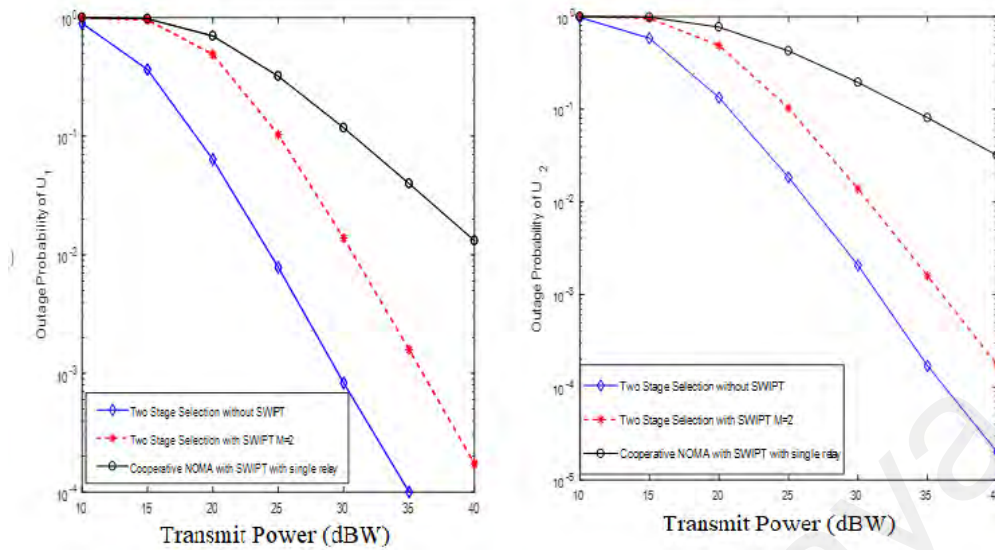 Outage Probability of U1
10^0
10^-1
10^-2
10^-3
10^-4
10 15 20 25 30 35 40
Transmit Power (dBW)
Two Stage Selection without SWIPT
Two Stage Selection with SWIPT M=2
Cooperative NOMA with SWIPT with single relay
Outage Probability of U 2
10^0
10^-1
10^-2
10^-3
10^-4
10^-5
10 15 20 25 30 35 40
Transmit Power (dBW)
Two Stage Selection without SWIPT
Two Stage Selection with SWIPT M=2
Cooperative NOMA with SWIPT with single relay